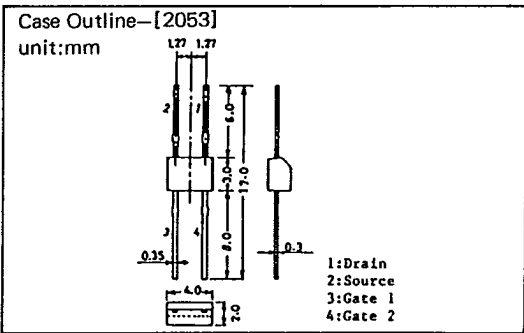 Case Outline—[2053]
unit:mm
1.27 1.27
2 1
6.0
3.0
17.0
3 4
8.0
0.35
0.3
4.0
2.0
1:Drain
2:Source
3:Gate 1
4:Gate 2